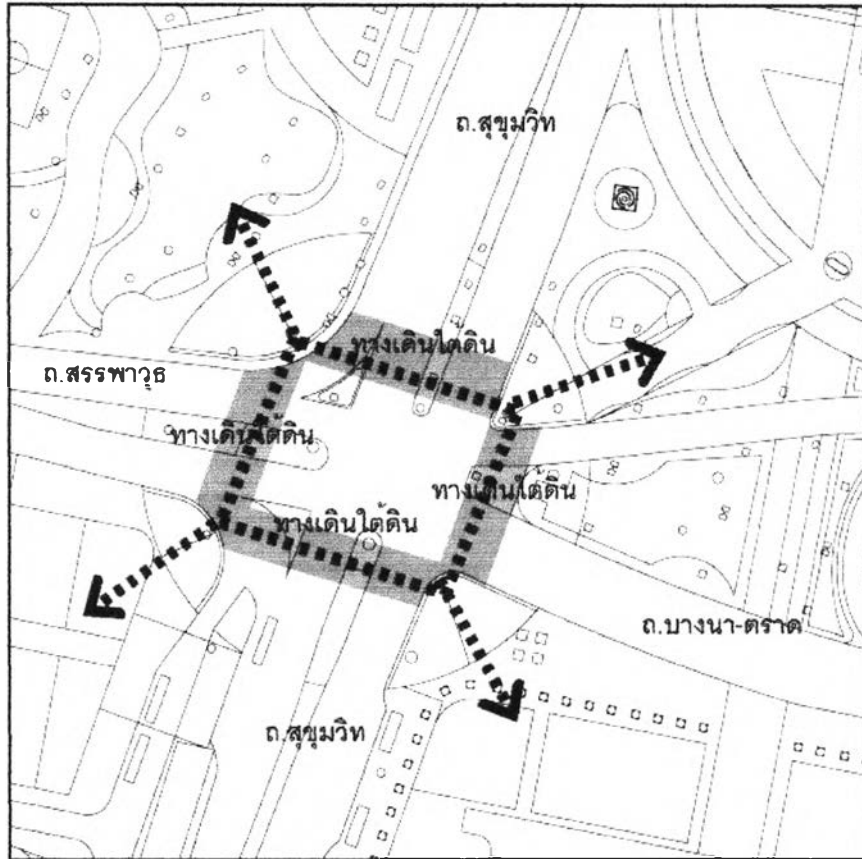 ถ.สุขุมวิท
ทางเดินใต้ดิน
ถ.สรรพาวุธ
ทางเดินใต้ดิน
ทางเดินใต้ดิน
ทางเดินใต้ดิน
ถ.บางนา-ตราด
ถ.สุขุมวิท